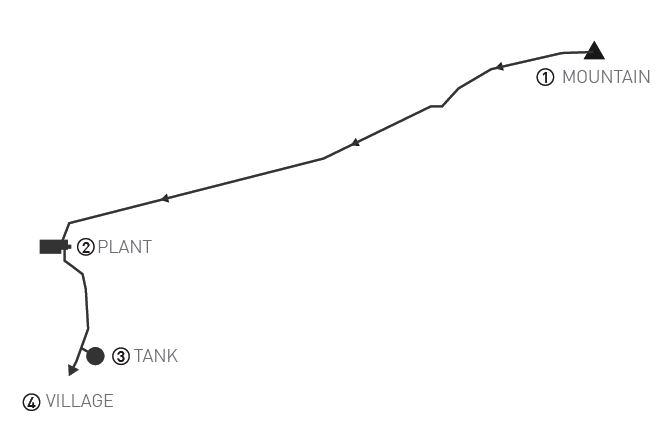 ① MOUNTAIN
② PLANT
③ TANK
④ VILLAGE